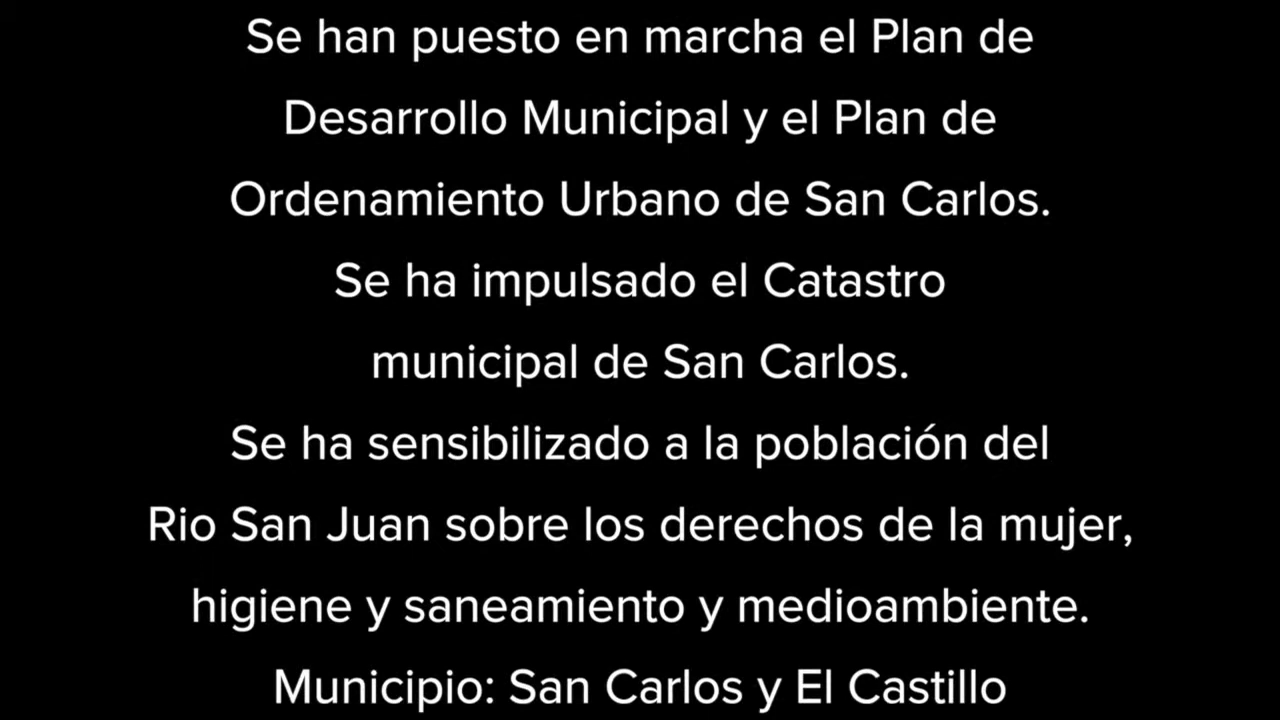 Se han puesto en marcha el Plan de
Desarrollo Municipal y el Plan de
Ordenamiento Urbano de San Carlos.
Se ha impulsado el Catastro
municipal de San Carlos.
Se ha sensibilizado a la población del
Rio San Juan sobre los derechos de la mujer,
higiene y saneamiento y medioambiente.
Municipio: San Carlos y El Castillo